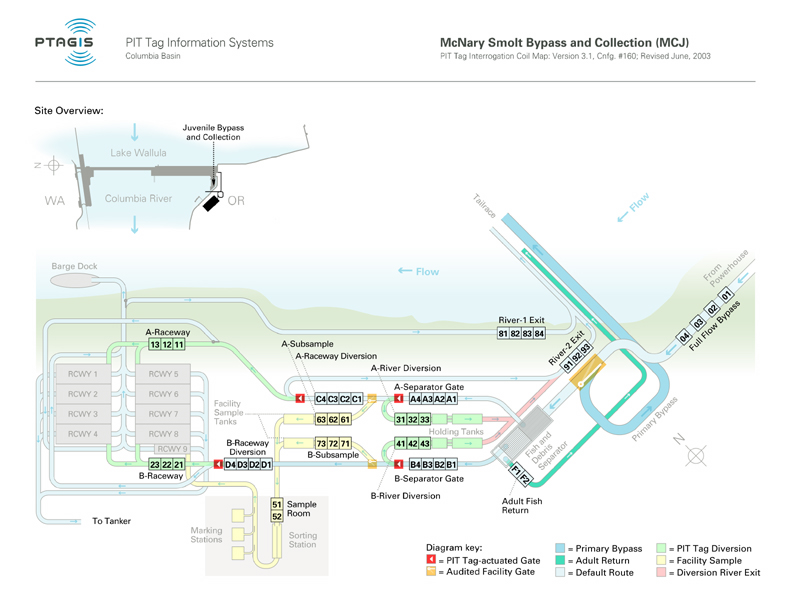 PTAGIS
PIT Tag Information Systems
Columbia Basin
McNary Smolt Bypass and Collection (MCJ)
PIT Tag Interrogation Coil Map: Version 3.1, Cnfg. #160; Revised June, 2003
Site Overview:
Juvenile Bypass
and Collection
Lake Wallula
N
WA
Columbia River
OR
Tailrace
Flow
From
Powerhouse
Barge Dock
Flow
01
02
03
04
Full Flow Bypass
River-1 Exit
81 82 83 84
A-Raceway
13 12 11
A-Subsample
A-Raceway Diversion
River-2 Exit
91 92 93
A-River Diversion
RCWY 1
RCWY 5
A-Separator Gate
C4 C3 C2 C1
A4 A3 A2 A1
RCWY 2
RCWY 6
Facility
Sample
Tanks
63 62 61
31 32 33
RCWY 3
RCWY 7
Holding Tanks
Primary Bypass
RCWY 4
RCWY 8
73 72 71
41 42 43
Fish and
Debris
Separator
RCWY 9
B-Raceway
Diversion
B-Subsample
N
23 22 21
D4 D3 D2 D1
B4 B3 B2 B1
F1 F2
B-Raceway
B-Separator Gate
B-River Diversion
Adult Fish
Return
To Tanker
51
52
Sample
Room
Marking
Stations
Sorting
Station
Diagram key:
= PIT Tag-actuated Gate
= Audited Facility Gate
= Primary Bypass
= Adult Return
= Default Route
= PIT Tag Diversion
= Facility Sample
= Diversion River Exit